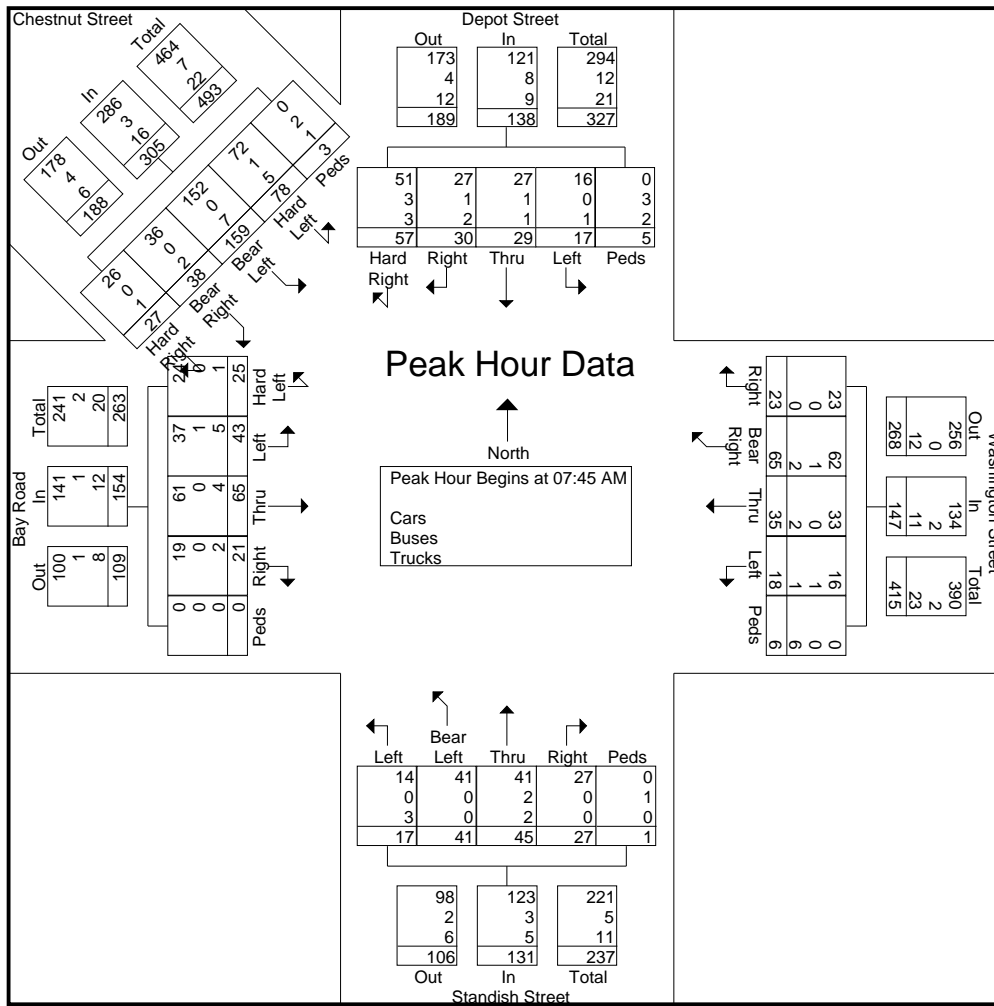 Chestnut Street
Total
464
7
22
493
In
286
3
16
305
Out
178
4
6
188
0
2
1
3
Peds
72
1
5
78
Hard
Left
152
0
7
159
Bear
Left
36
0
2
38
Bear
Right
26
0
1
27
Hard
Right
Depot Street
Out In Total
173 121 294
4 8 12
12 9 21
189 138 327
51 27 27 16 0
3 1 1 0 3
3 2 1 1 2
57 30 29 17 5
Hard Right Thru Left Peds
Right
Bay Road
Total
241
2
20
263
In
141
1
12
154
Out
100
1
8
109
24 0 1 25
Hard
Left
37 1 5 43
Left
61 0 4 65
Thru
19 0 2 21
Right
0 0 0 0
Peds
Peak Hour Data
North
Peak Hour Begins at 07:45 AM
Cars
Buses
Trucks
Washington Street
Out
256
0
12
268
In
134
2
11
147
Total
390
2
23
415
Right
23 0 0 23
Bear
Right
62 1 2 65
Thru
33 0 2 35
Left
16 1 1 18
Peds
0 0 6 6
Bear
Left Left Thru Right Peds
14 41 41 27 0
0 0 2 0 1
3 0 2 0 0
17 41 45 27 1
98 123 221
2 3 5
6 5 11
106 131 237
Out In Total
Standish Street